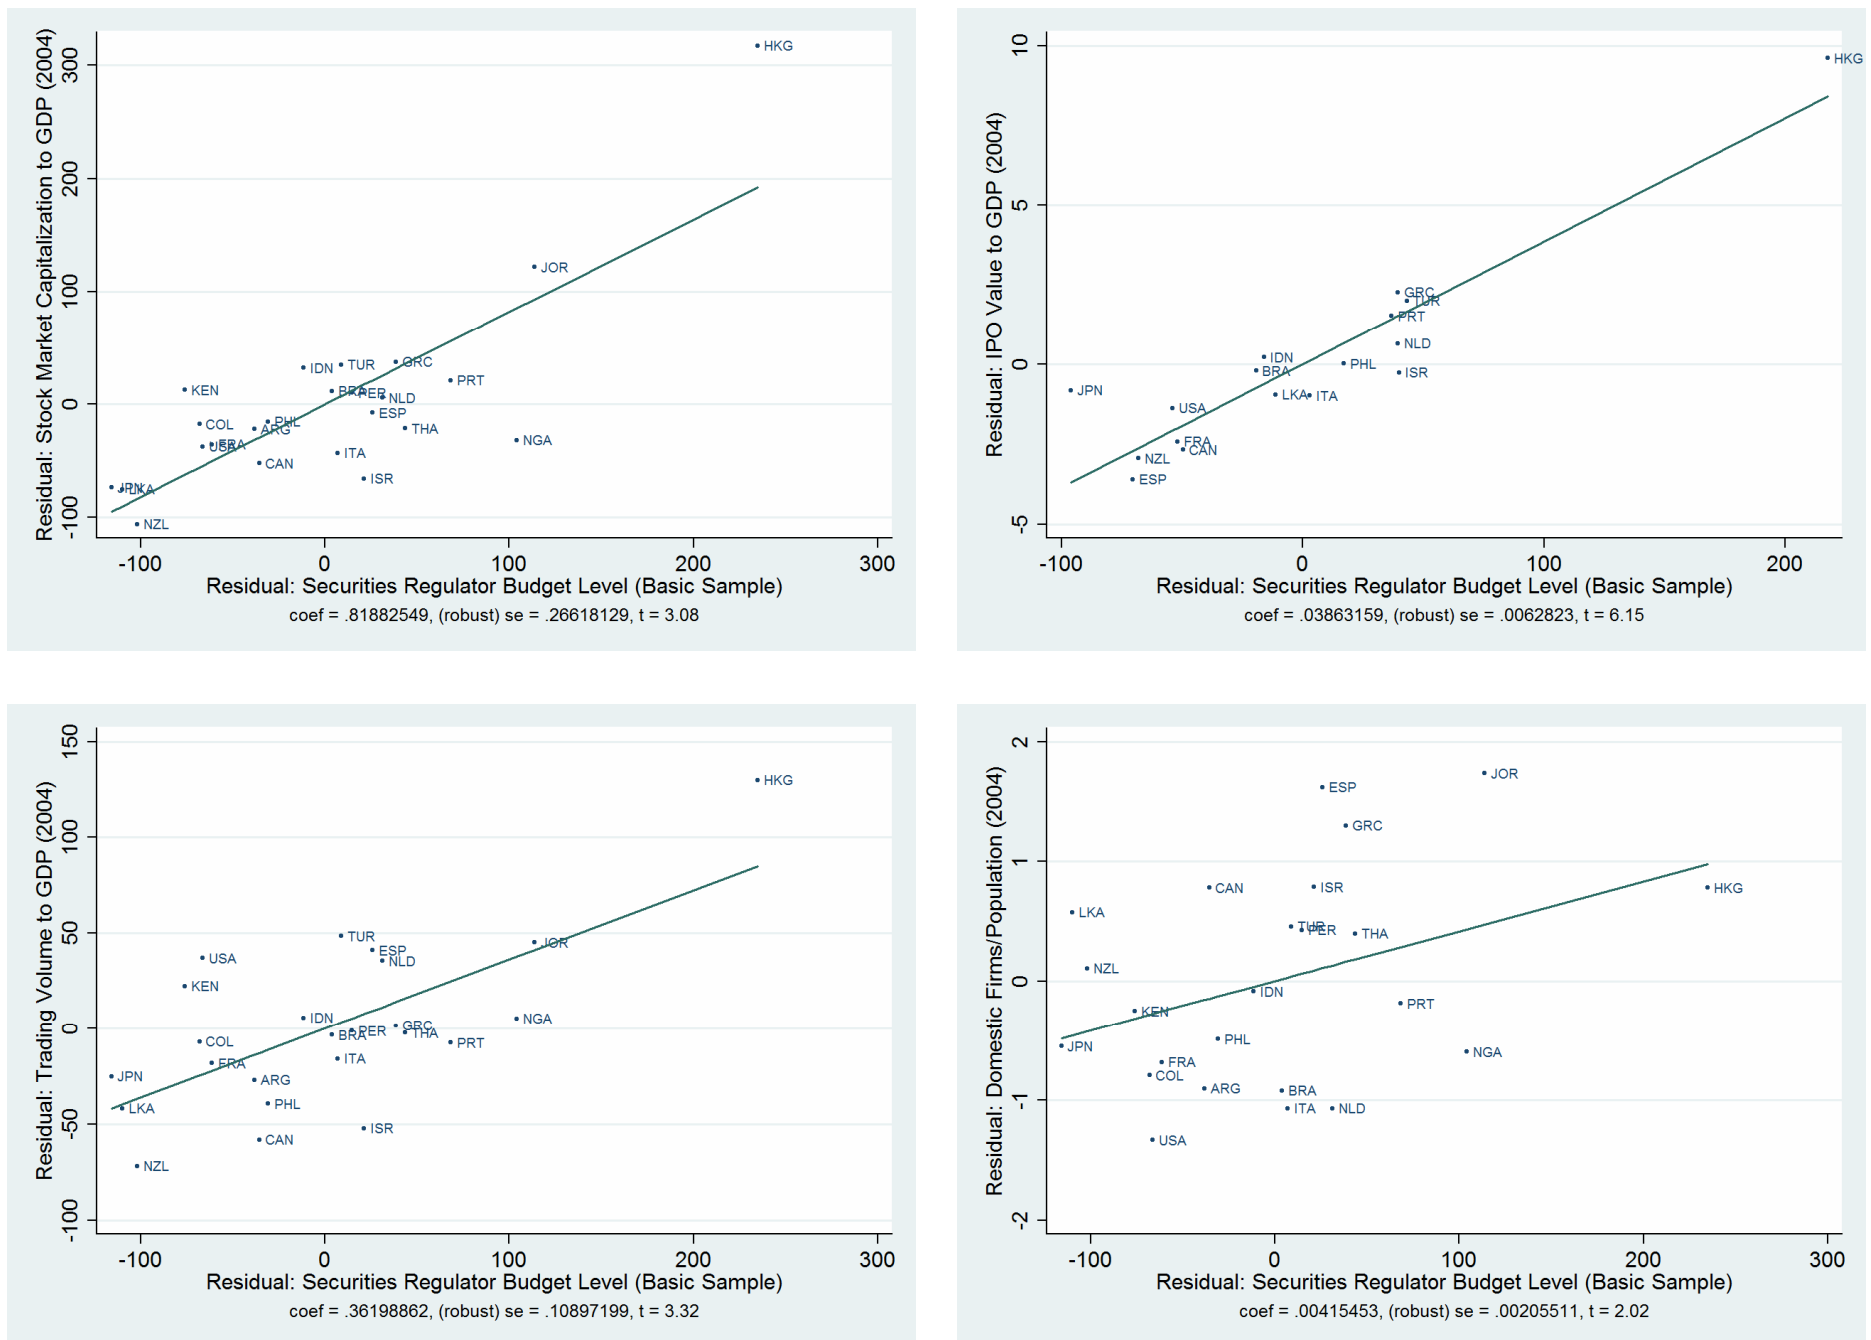 Residual: Stock Market Capitalization to GDP (2004)
300
200
100
0
-100
HKG
JOR
IDN
TUR
GRC
KEN
BRA
PER
NLD
PRT
ESP
COL
PHL
ARG
THA
USA
FRA
NGA
ITA
CAN
ISR
JPN
LKA
NZL
-100 0 100 200 300
Residual: Securities Regulator Budget Level (Basic Sample)
coef = .81882549, (robust) se = .26618129, t = 3.08
Residual: IPO Value to GDP (2004)
10
5
0
-5
HKG
GRC
TUR
PRT
NLD
IDN
PHL
BRA
ISR
JPN
LKA
ITA
USA
FRA
CAN
NZL
ESP
-100 0 100 200
Residual: Securities Regulator Budget Level (Basic Sample)
coef = .03863159, (robust) se = .0062823, t = 6.15
Residual: Trading Volume to GDP (2004)
150
100
50
0
-50
-100
HKG
TUR
JOR
ESP
USA
NLD
KEN
IDN
NGA
GRC
PER
THA
BRA
COL
PRT
ITA
FRA
JPN
ARG
PHL
LKA
ISR
CAN
NZL
-100 0 100 200 300
Residual: Securities Regulator Budget Level (Basic Sample)
coef = .36198862, (robust) se = .10897199, t = 3.32
Residual: Domestic Firms/Population (2004)
2
1
0
-1
-2
JOR
ESP
GRC
CAN
ISR
HKG
LKA
TUR
PER
THA
NZL
IDN
PRT
KEN
PHL
JPN
NGA
FRA
COL
ARG
BRA
ITA
NLD
USA
-100 0 100 200 300
Residual: Securities Regulator Budget Level (Basic Sample)
coef = .00415453, (robust) se = .00205511, t = 2.02